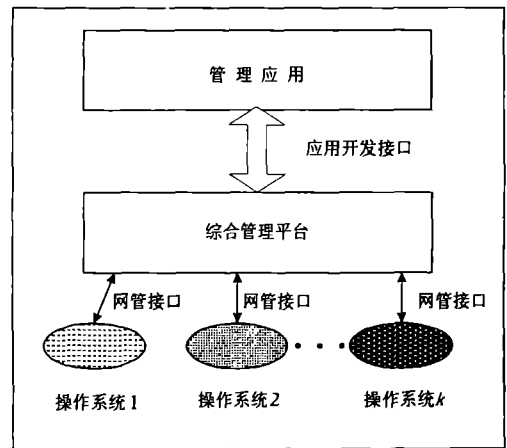 管理应用
应用开发接口
综合管理平台
网管接口 网管接口 网管接口
操作系统1 操作系统2 操作系统k